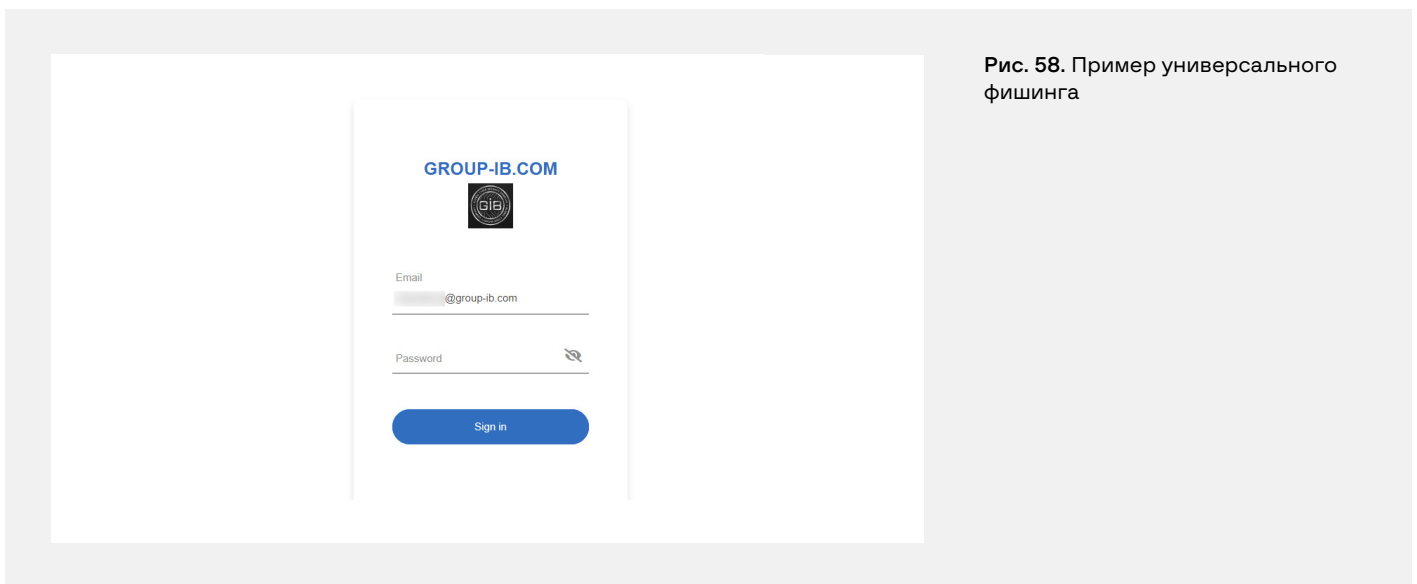 Рис. 58. Пример универсального
фишинга
GROUP-IB.COM
GIB
Email
@group-ib.com
Password
Sign in